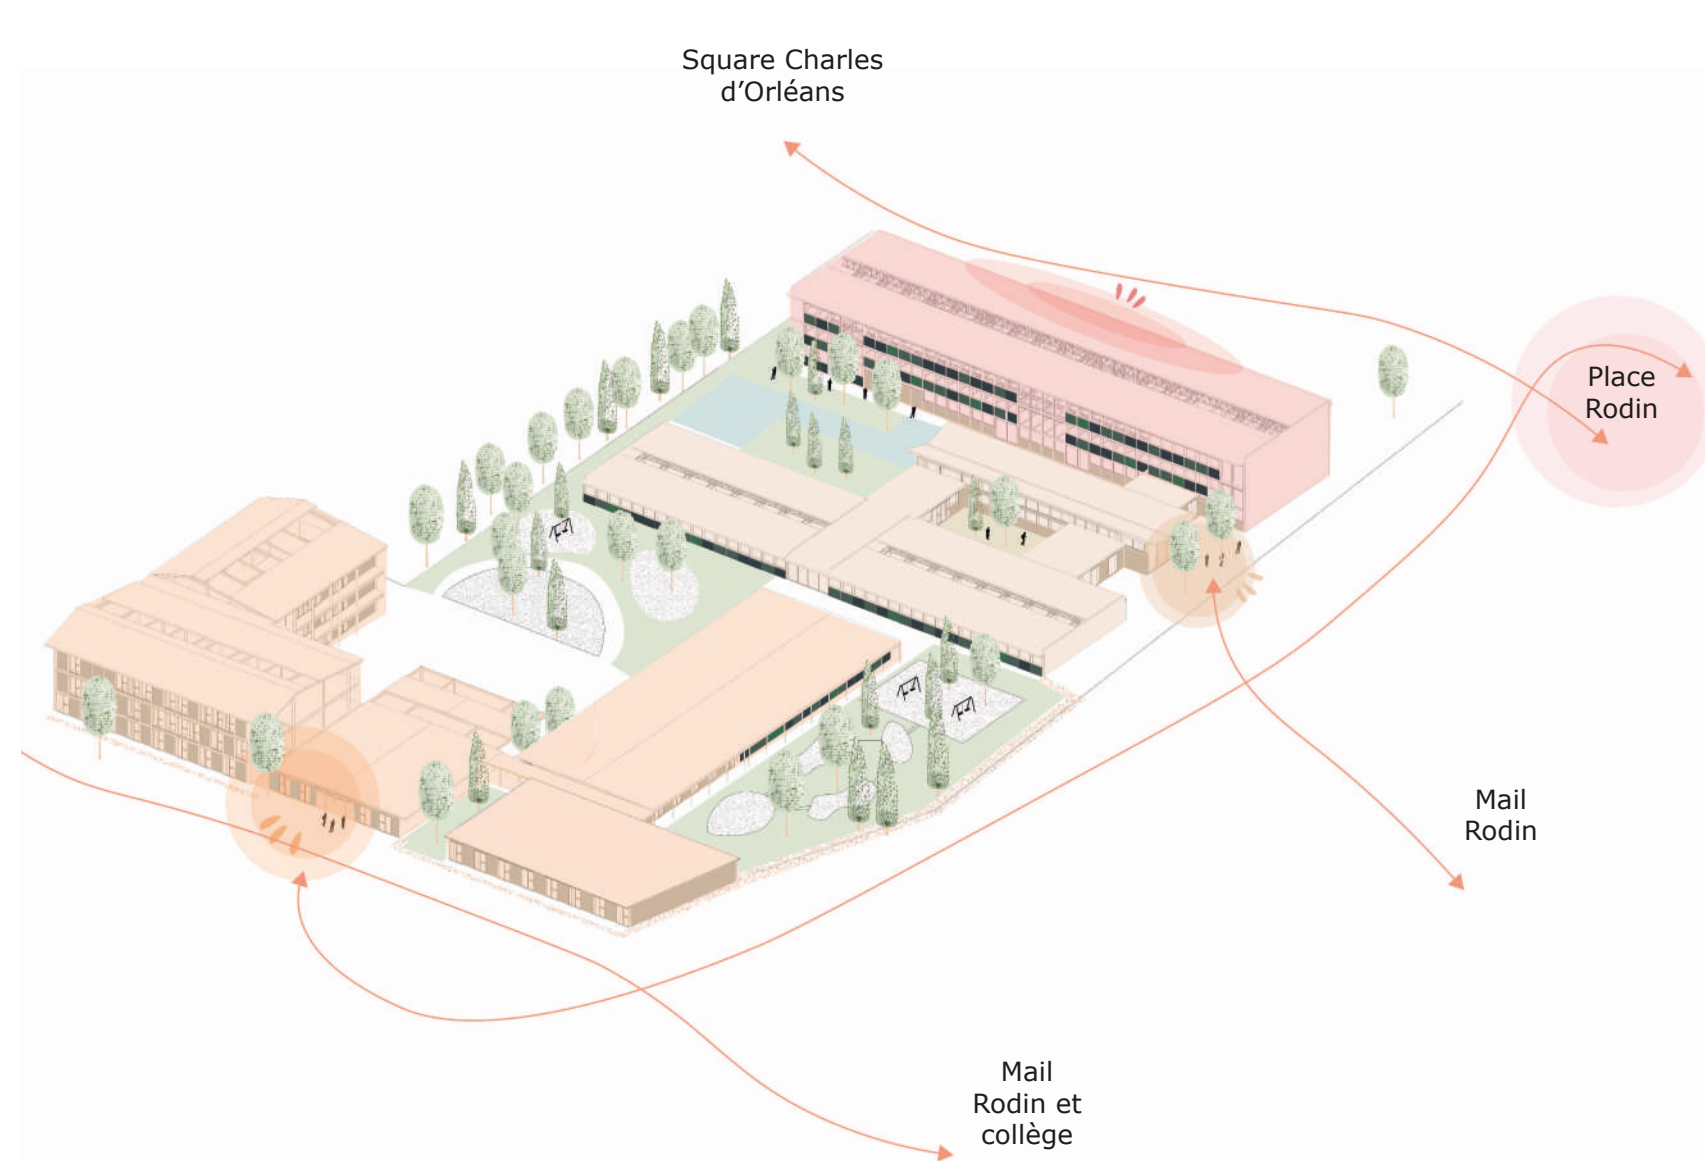 Square Charles
d’Orléans
Place
Rodin
Mail
Rodin
Mail
Rodin et
collège